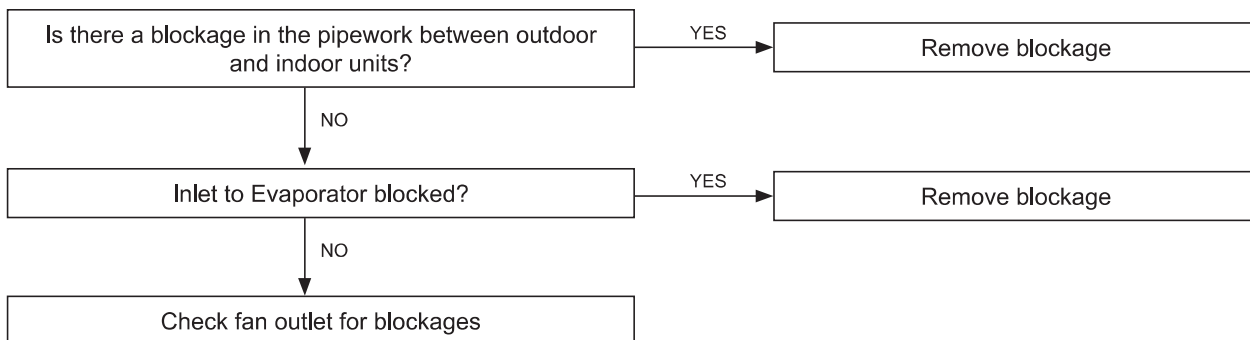 Is there a blockage in the pipework between outdoor
and indoor units?
YES
Remove blockage
NO
Inlet to Evaporator blocked?
YES
Remove blockage
NO
Check fan outlet for blockages